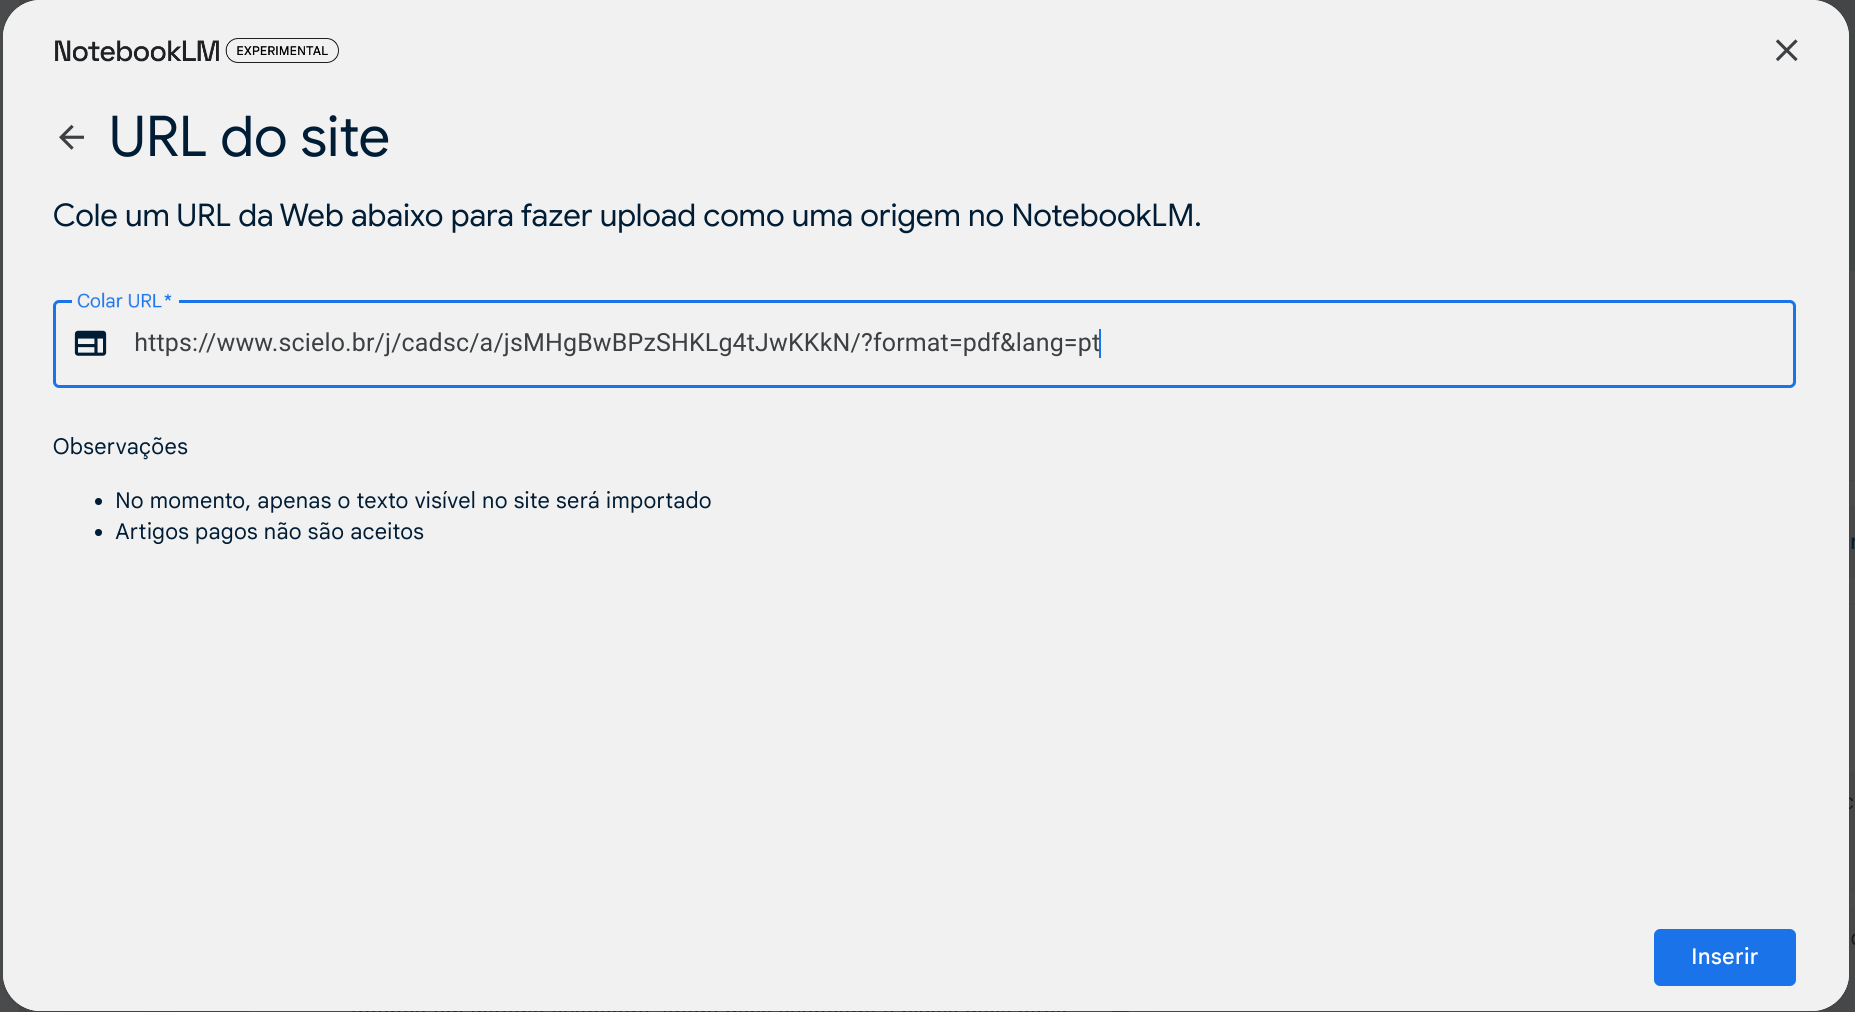 NotebookLM EXPERIMENTAL
URL do site
Cole um URL da Web abaixo para fazer upload como uma origem no NotebookLM.
Colar URL*
https://www.scielo.br/j/cadsc/a/jsMHgBwBPzSHKLg4tJwKKkN/?format=pdf&lang=pt
Observações
• No momento, apenas o texto visível no site será importado
• Artigos pagos não são aceitos
Inserir